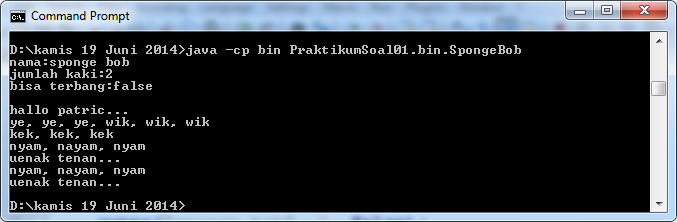 Command Prompt
D:\kamis 19 Juni 2014>java -cp bin PraktikumSoal01.bin.SpongeBob
nama:sponge bob
jumlah kaki:2
bisa terbang:false
hallo patric...
ye, ye, ye, wik, wik, wik
kek, kek, kek
nyam, nayam, nyam
uenak tenan...
nyam, nayam, nyam
uenak tenan...
D:\kamis 19 Juni 2014>